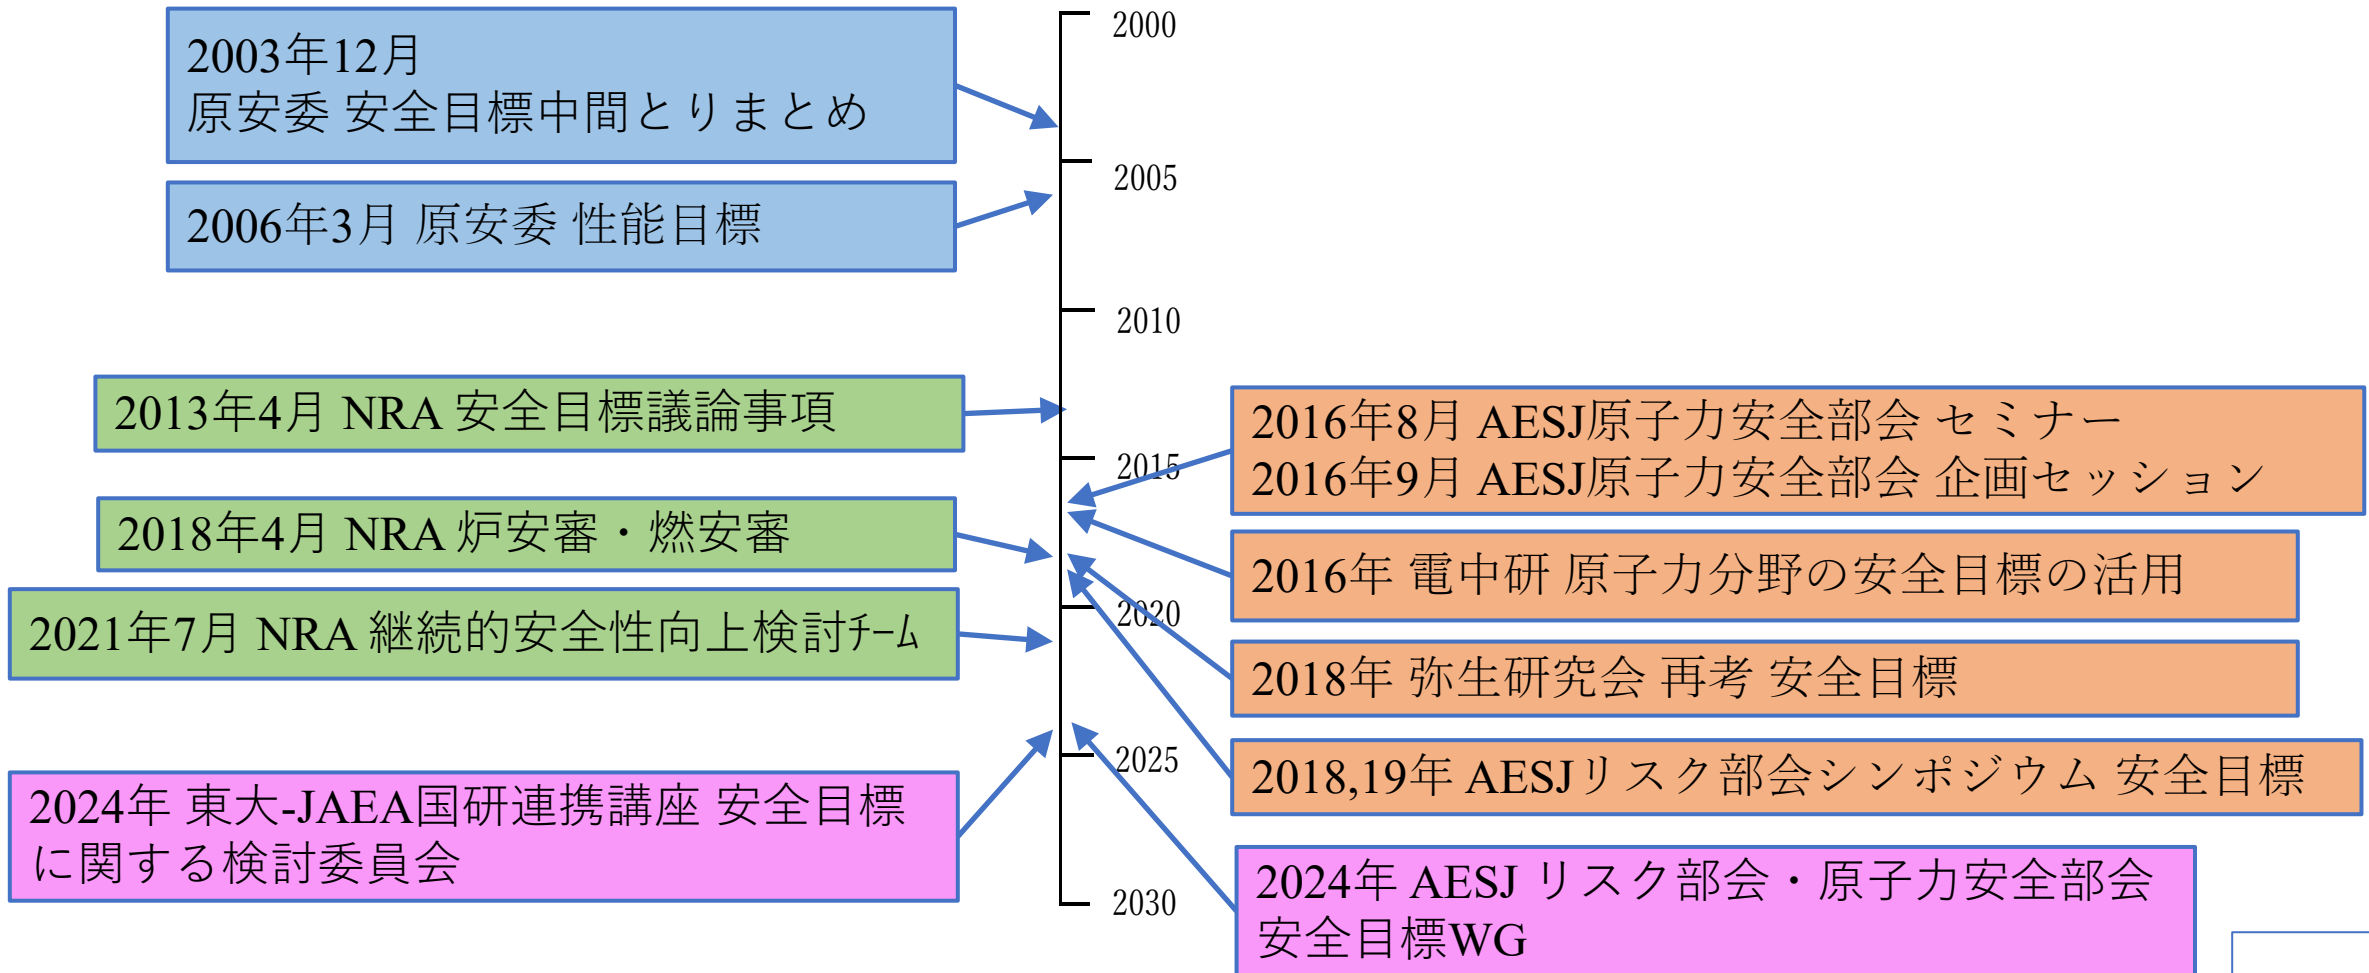 2003年12月
原安委 安全目標中間とりまとめ
2006年3月 原安委 性能目標
2013年4月 NRA 安全目標議論事項
2018年4月 NRA 炉安審・燃安審
2021年7月 NRA 継続的安全性向上検討ﾁｰﾑ
2024年 東大-JAEA国研連携講座 安全目標
に関する検討委員会
2000
2005
2010
2015
2020
2025
2030
2016年8月 AESJ原子力安全部会 セミナー
2016年9月 AESJ原子力安全部会 企画セッション
2016年 電中研 原子力分野の安全目標の活用
2018年 弥生研究会 再考 安全目標
2018,19年 AESJリスク部会シンポジウム 安全目標
2024年 AESJ リスク部会・原子力安全部会
安全目標WG